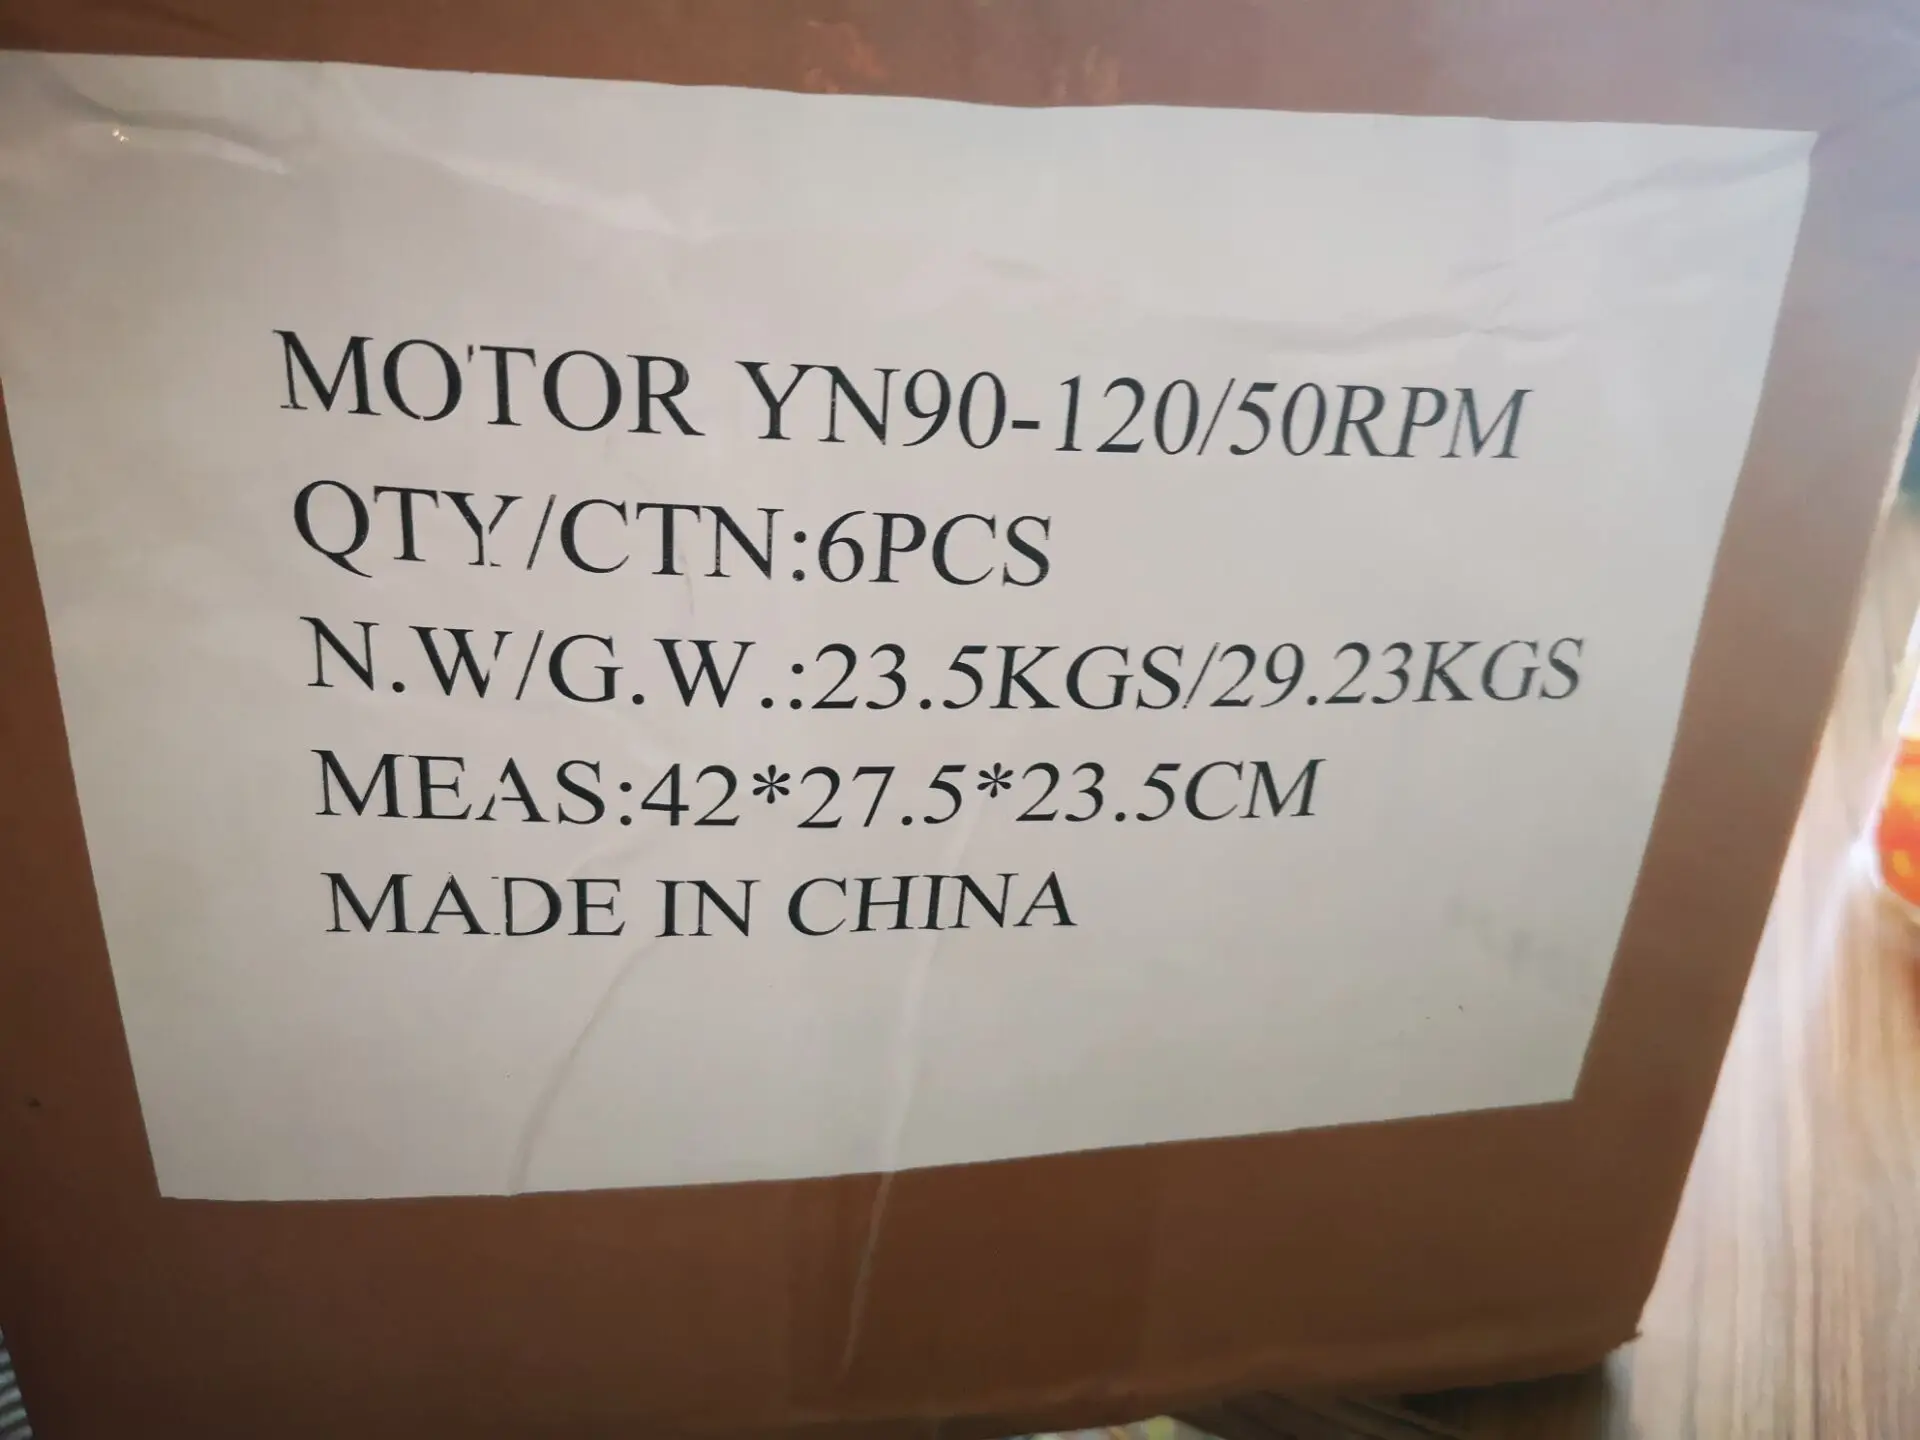 MOTOR YN90-120/50RPM
QTY/CTN:6PCS
N.W/G.W.:23.5KGS/29.23KGS
MEAS:42*27.5*23.5CM
MADE IN CHINA